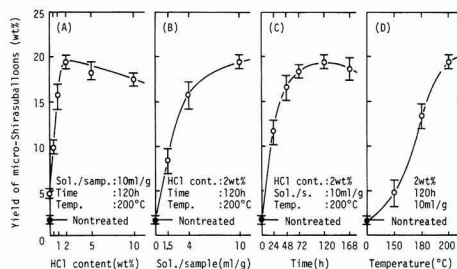 Yield of micro-Shirasuballoons (wt%)
25
20
15
10
5
0
(A)
Sol./samp.:10ml/g
Time :120h
Temp. :200°C
Nontreated
1 2 5 10
HCl content(wt%)
(B)
HCl cont.:2wt%
Time :120h
Temp. :200°C
Nontreated
0 1.5 4 10
Sol./sample(ml/g)
(C)
HCl cont.:2wt%
Sol./s. :10ml/g
Temp. :200°C
Nontreated
0 24 48 72 120 168
Time(h)
(D)
2wt%
120h
10ml/g
Nontreated
0 150 180 200
Temperature(°C)